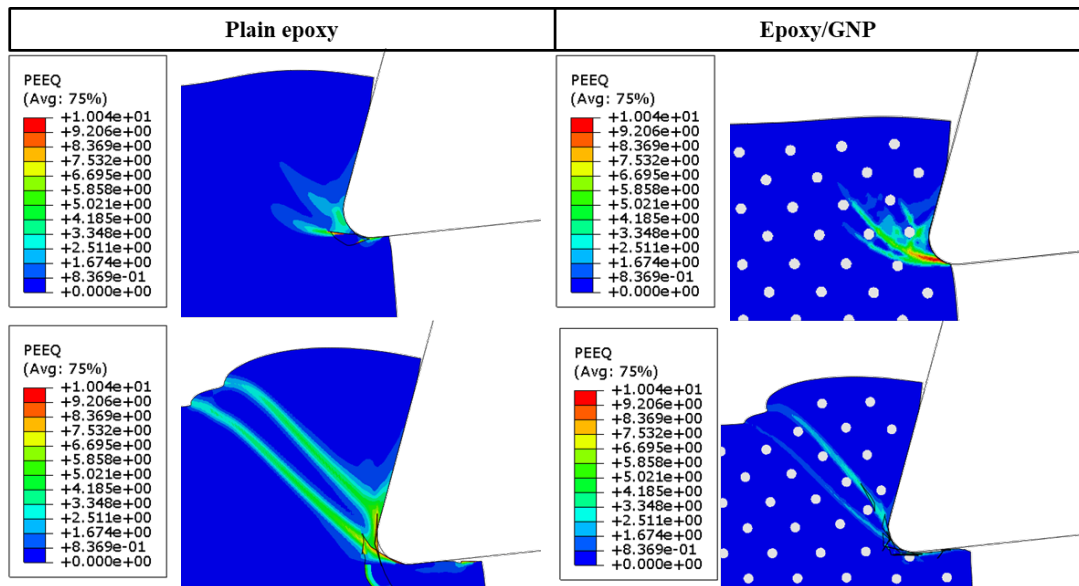 Plain epoxy
Epoxy/GNP
PEEQ
(Avg: 75%)
+1.004e+01
+9.206e+00
+8.369e+00
+7.532e+00
+6.695e+00
+5.858e+00
+5.021e+00
+4.185e+00
+3.348e+00
+2.511e+00
+1.674e+00
+8.369e-01
+0.000e+00
PEEQ
(Avg: 75%)
+1.004e+01
+9.206e+00
+8.369e+00
+7.532e+00
+6.695e+00
+5.858e+00
+5.021e+00
+4.185e+00
+3.348e+00
+2.511e+00
+1.674e+00
+8.369e-01
+0.000e+00
PEEQ
(Avg: 75%)
+1.004e+01
+9.206e+00
+8.369e+00
+7.532e+00
+6.695e+00
+5.858e+00
+5.021e+00
+4.185e+00
+3.348e+00
+2.511e+00
+1.674e+00
+8.369e-01
+0.000e+00
PEEQ
(Avg: 75%)
+1.004e+01
+9.206e+00
+8.369e+00
+7.532e+00
+6.695e+00
+5.858e+00
+5.021e+00
+4.185e+00
+3.348e+00
+2.511e+00
+1.674e+00
+8.369e-01
+0.000e+00